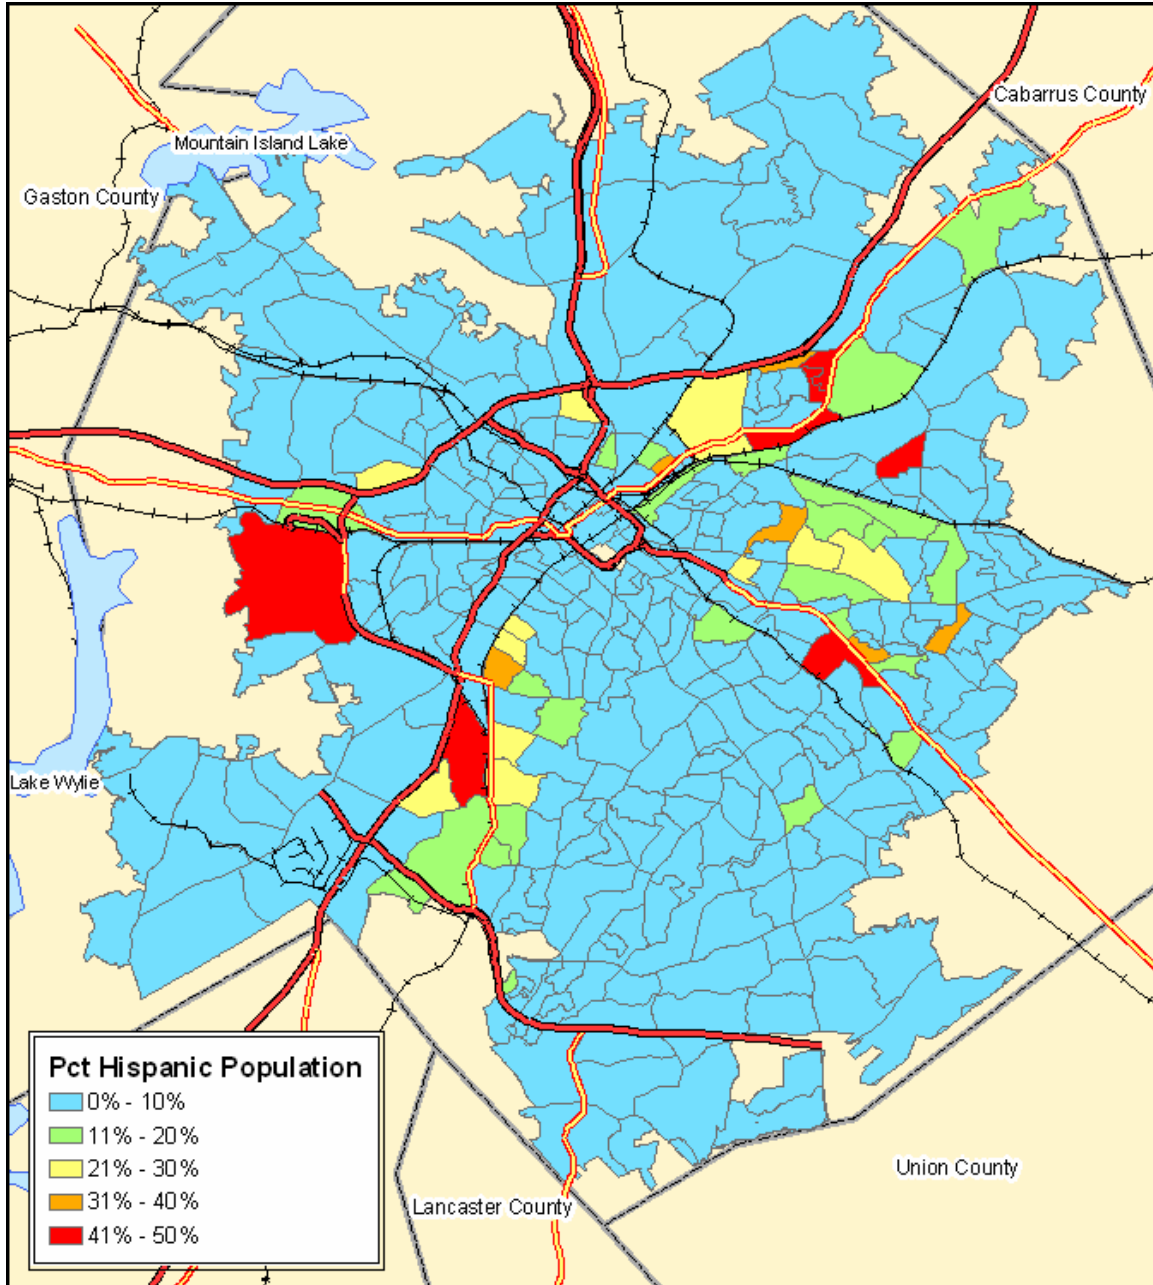 Cabarrus County
Mountain Island Lake
Gaston County
Lake Wylie
Pct Hispanic Population
0% - 10%
11% - 20%
21% - 30%
31% - 40%
41% - 50%
Union County
Lancaster County